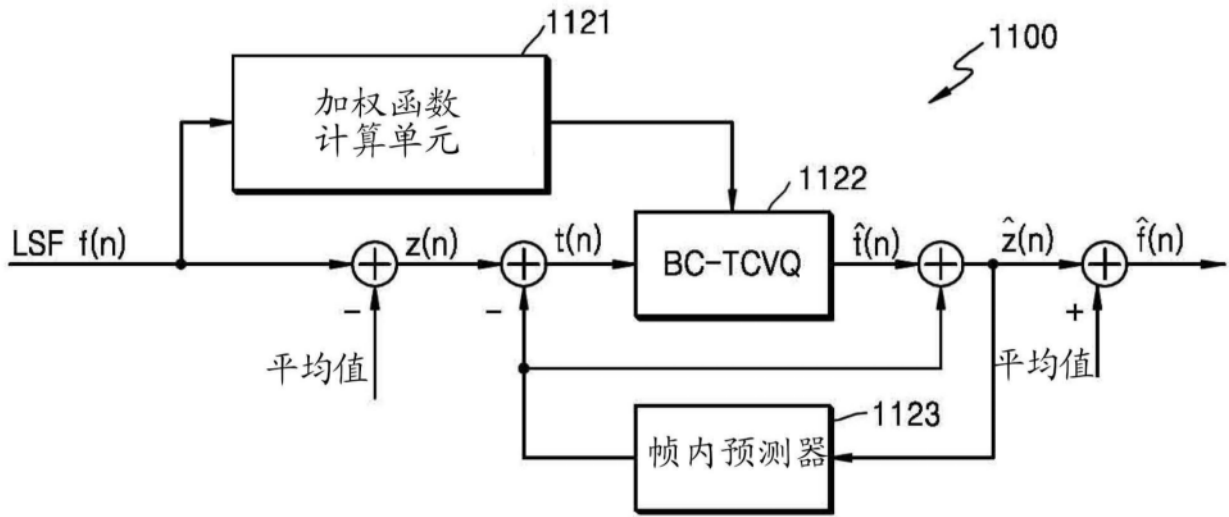 1121
1100
加权函数
计算单元
1122
LSF f(n)
z(n)
t(n)
BC-TCVQ
t̂(n)
ẑ(n)
f̂(n)
-
-
+
平均值
平均值
1123
帧内预测器